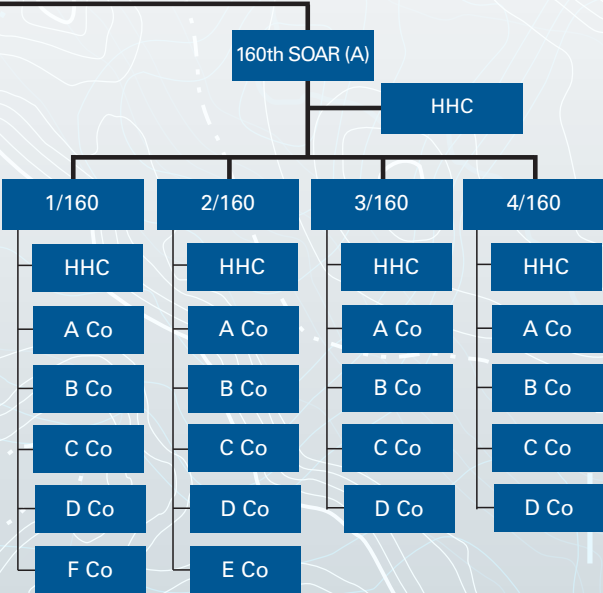 160th SOAR (A)
HHC
1/160
2/160
3/160
4/160
HHC
HHC
HHC
HHC
A Co
A Co
A Co
A Co
B Co
B Co
B Co
B Co
C Co
C Co
C Co
C Co
D Co
D Co
D Co
D Co
F Co
E Co